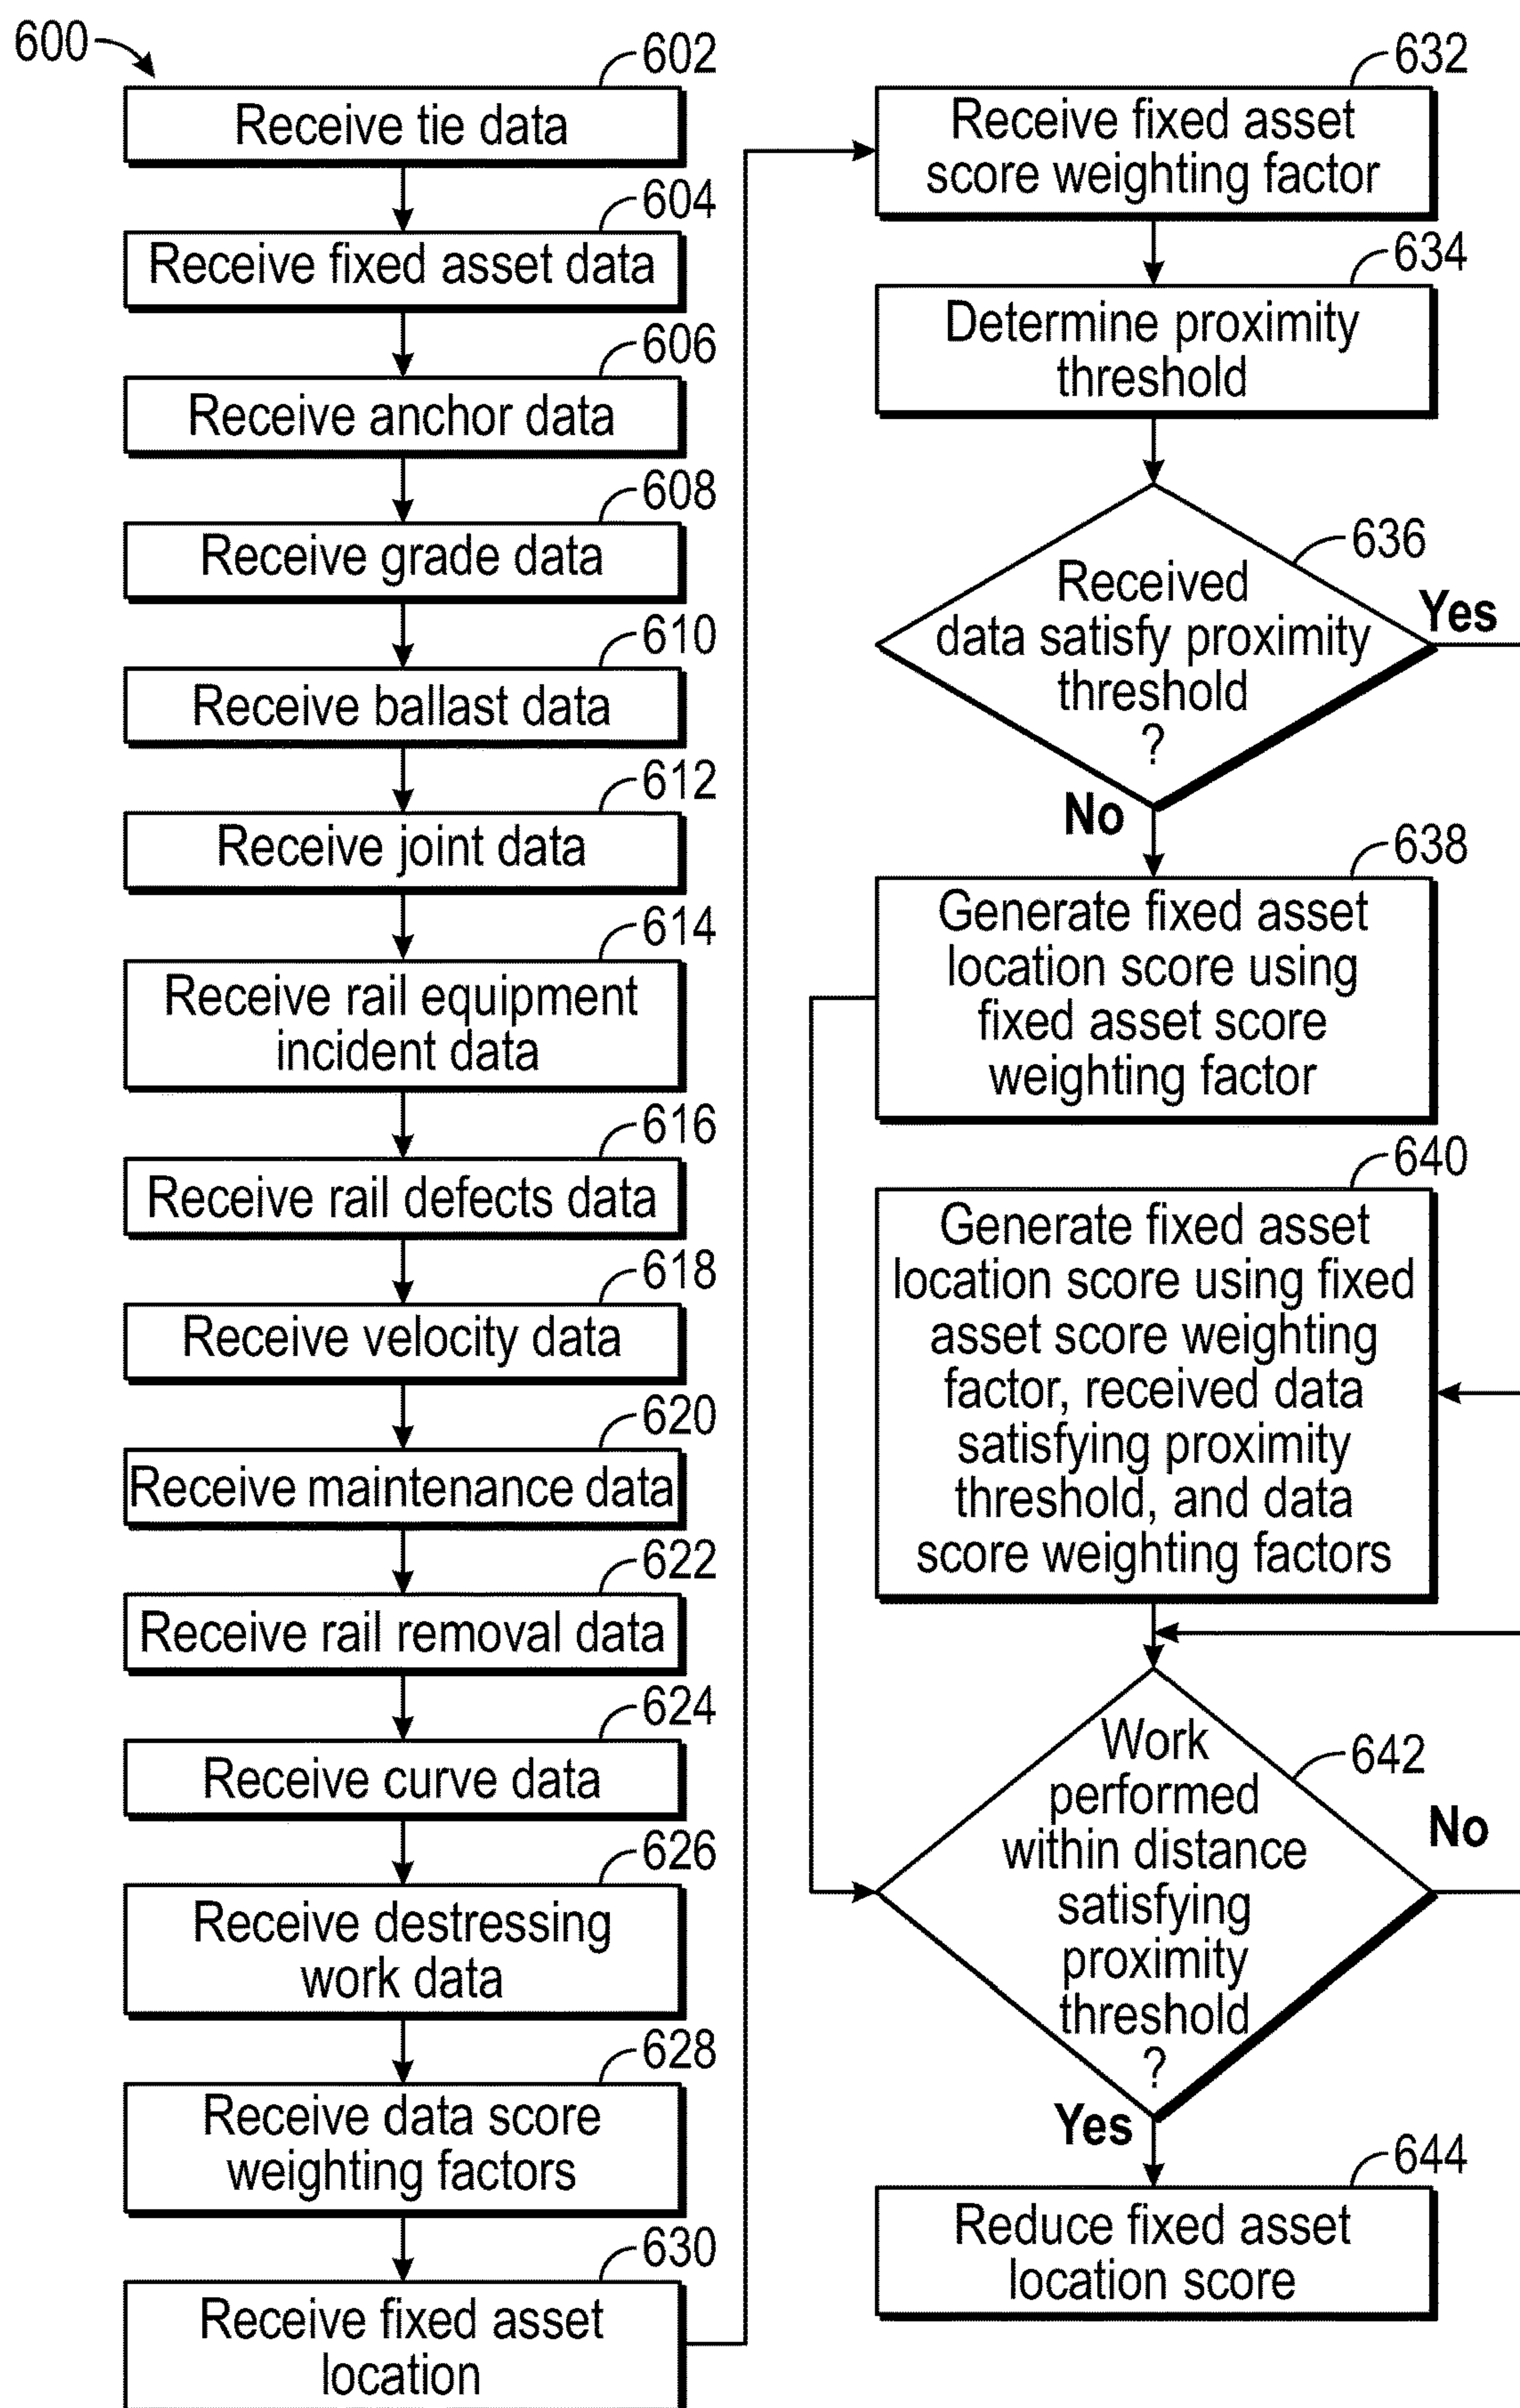 600
602
Receive tie data
604
Receive fixed asset data
606
Receive anchor data
608
Receive grade data
610
Receive ballast data
612
Receive joint data
614
Receive rail equipment
incident data
616
Receive rail defects data
618
Receive velocity data
620
Receive maintenance data
622
Receive rail removal data
624
Receive curve data
626
Receive destressing
work data
628
Receive data score
weighting factors
630
Receive fixed asset
location
632
Receive fixed asset
score weighting factor
634
Determine proximity
threshold
636
Received
data satisfy proximity
threshold
?
Yes
No
638
Generate fixed asset
location score using
fixed asset score
weighting factor
640
Generate fixed asset
location score using fixed
asset score weighting
factor, received data
satisfying proximity
threshold, and data
score weighting factors
642
Work
performed
within distance
satisfying
proximity
threshold
?
No
Yes
644
Reduce fixed asset
location score